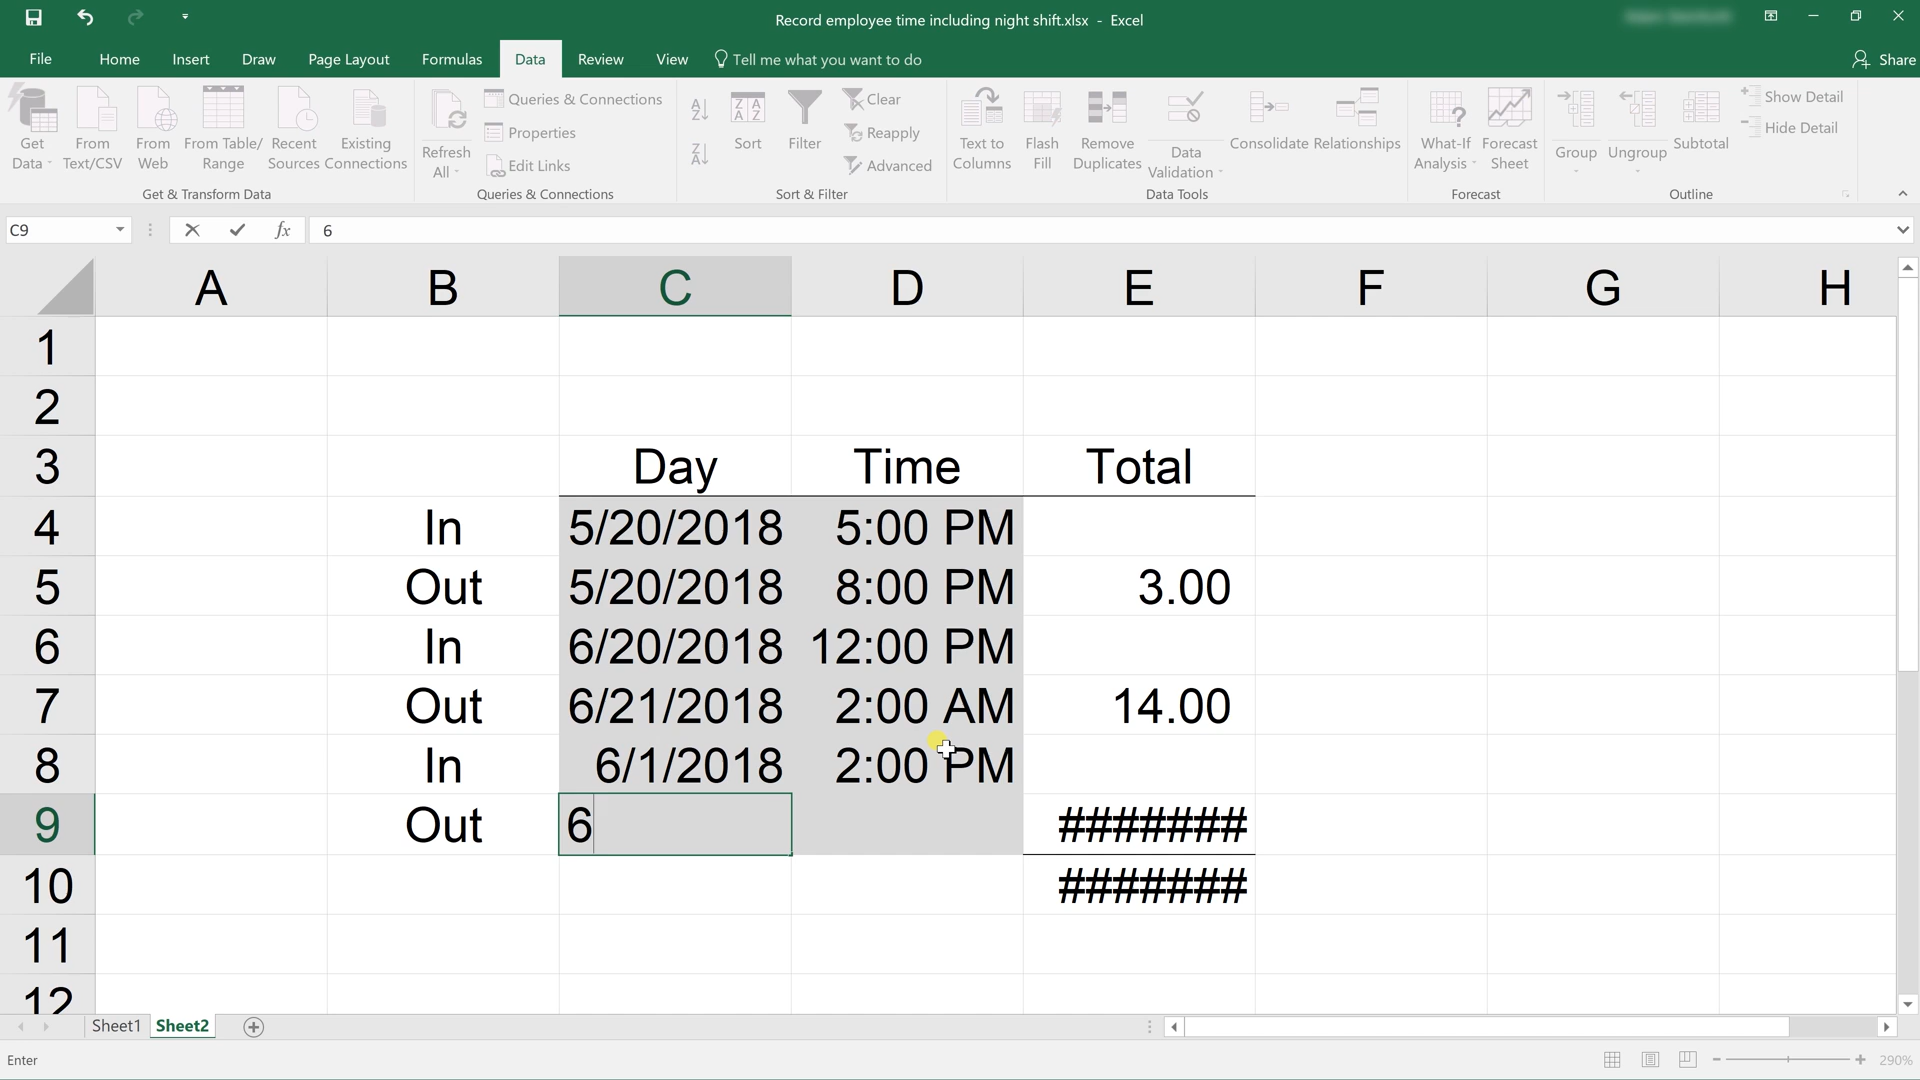 Record employee time including night shift.xlsx - Excel
File Home Insert Draw Page Layout Formulas Data Review View Tell me what you want to do Share
Get Data
From Text/CSV
From Web
From Table/ Range
Recent Sources
Existing Connections
Get & Transform Data
Refresh All
Queries & Connections
Properties
Edit Links
Queries & Connections
Sort
Filter
Clear
Reapply
Advanced
Sort & Filter
Text to Columns
Flash Fill
Remove Duplicates
Data Validation
Consolidate
Relationships
Data Tools
What-If Analysis
Forecast Sheet
Forecast
Group
Ungroup
Subtotal
Show Detail
Hide Detail
Outline
C9 fx 6
A B C D E F G H
1
2
3 Day Time Total
4 In 5/20/2018 5:00 PM
5 Out 5/20/2018 8:00 PM 3.00
6 In 6/20/2018 12:00 PM
7 Out 6/21/2018 2:00 AM 14.00
8 In 6/1/2018 2:00 PM
9 Out 6 #######
10 #######
11
12
Sheet1 Sheet2
Enter 290%